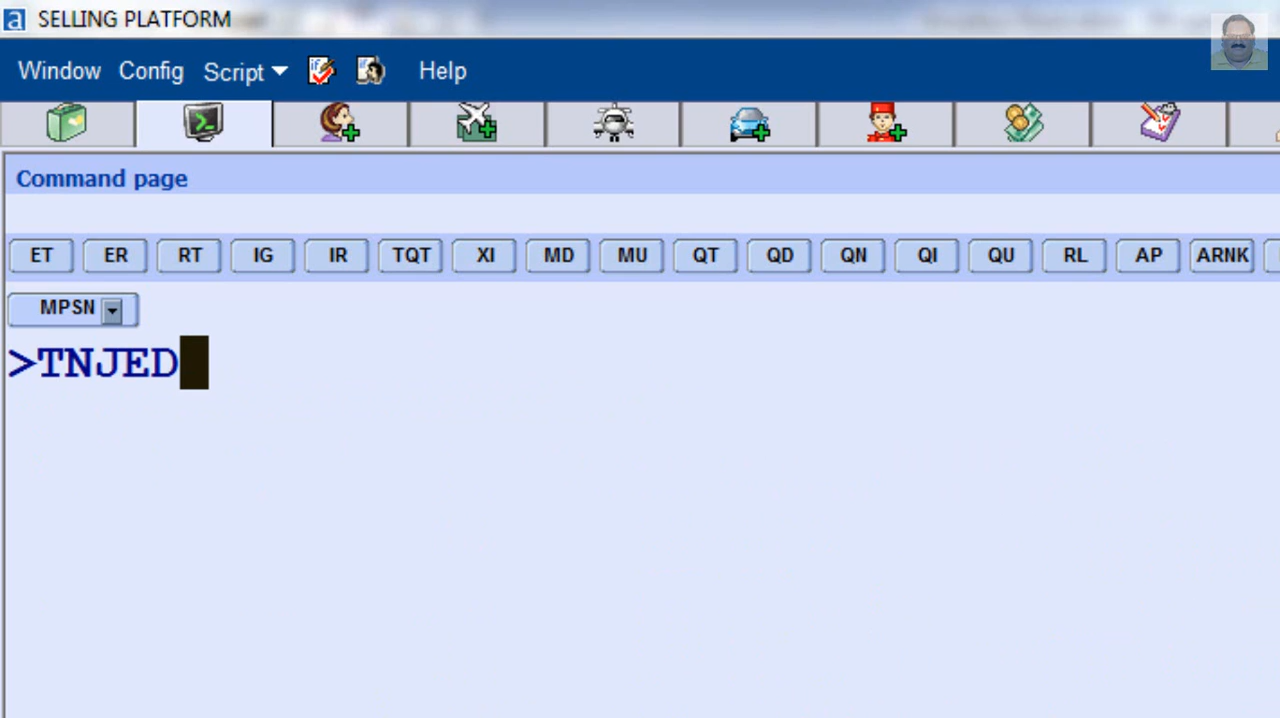 a SELLING PLATFORM
Window Config Script Help
Command page
ET ER RT IG IR TQT XI MD MU QT QD QN QI QU RL AP ARNK
MPSN
>TNJED